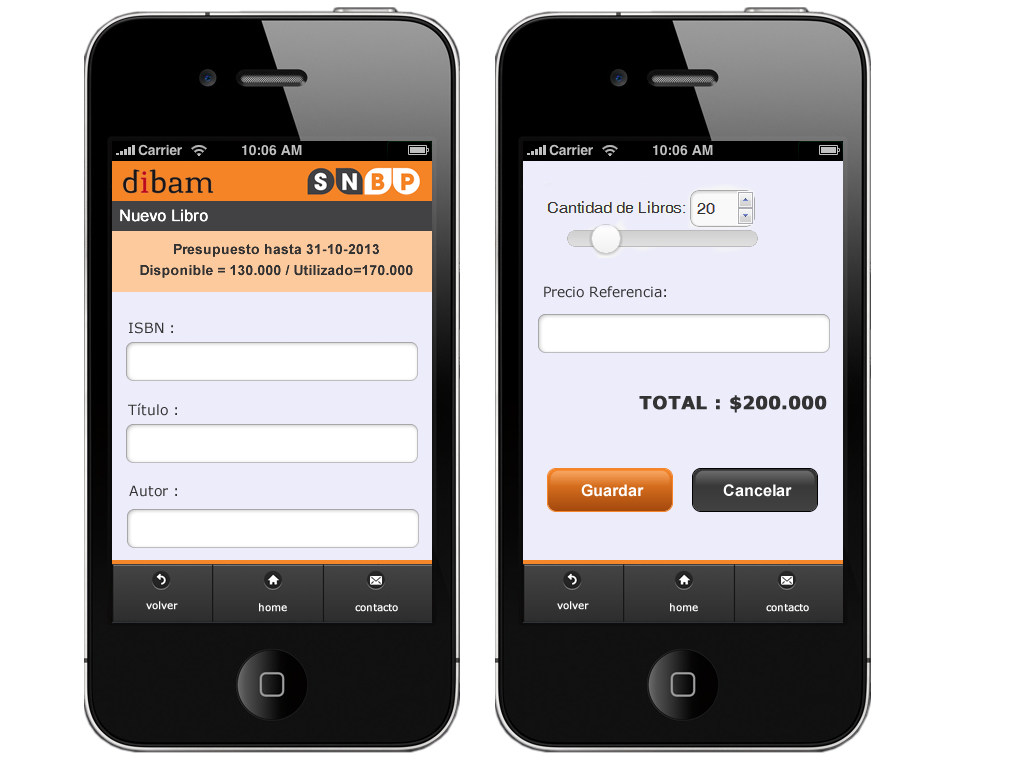 Carrier 10:06 AM
dibam SNBP
Nuevo Libro
Presupuesto hasta 31-10-2013
Disponible = 130.000 / Utilizado=170.000
ISBN :
Título :
Autor :
volver home contacto
Carrier 10:06 AM
Cantidad de Libros: 20
Precio Referencia:
TOTAL : $200.000
Guardar Cancelar
volver home contacto